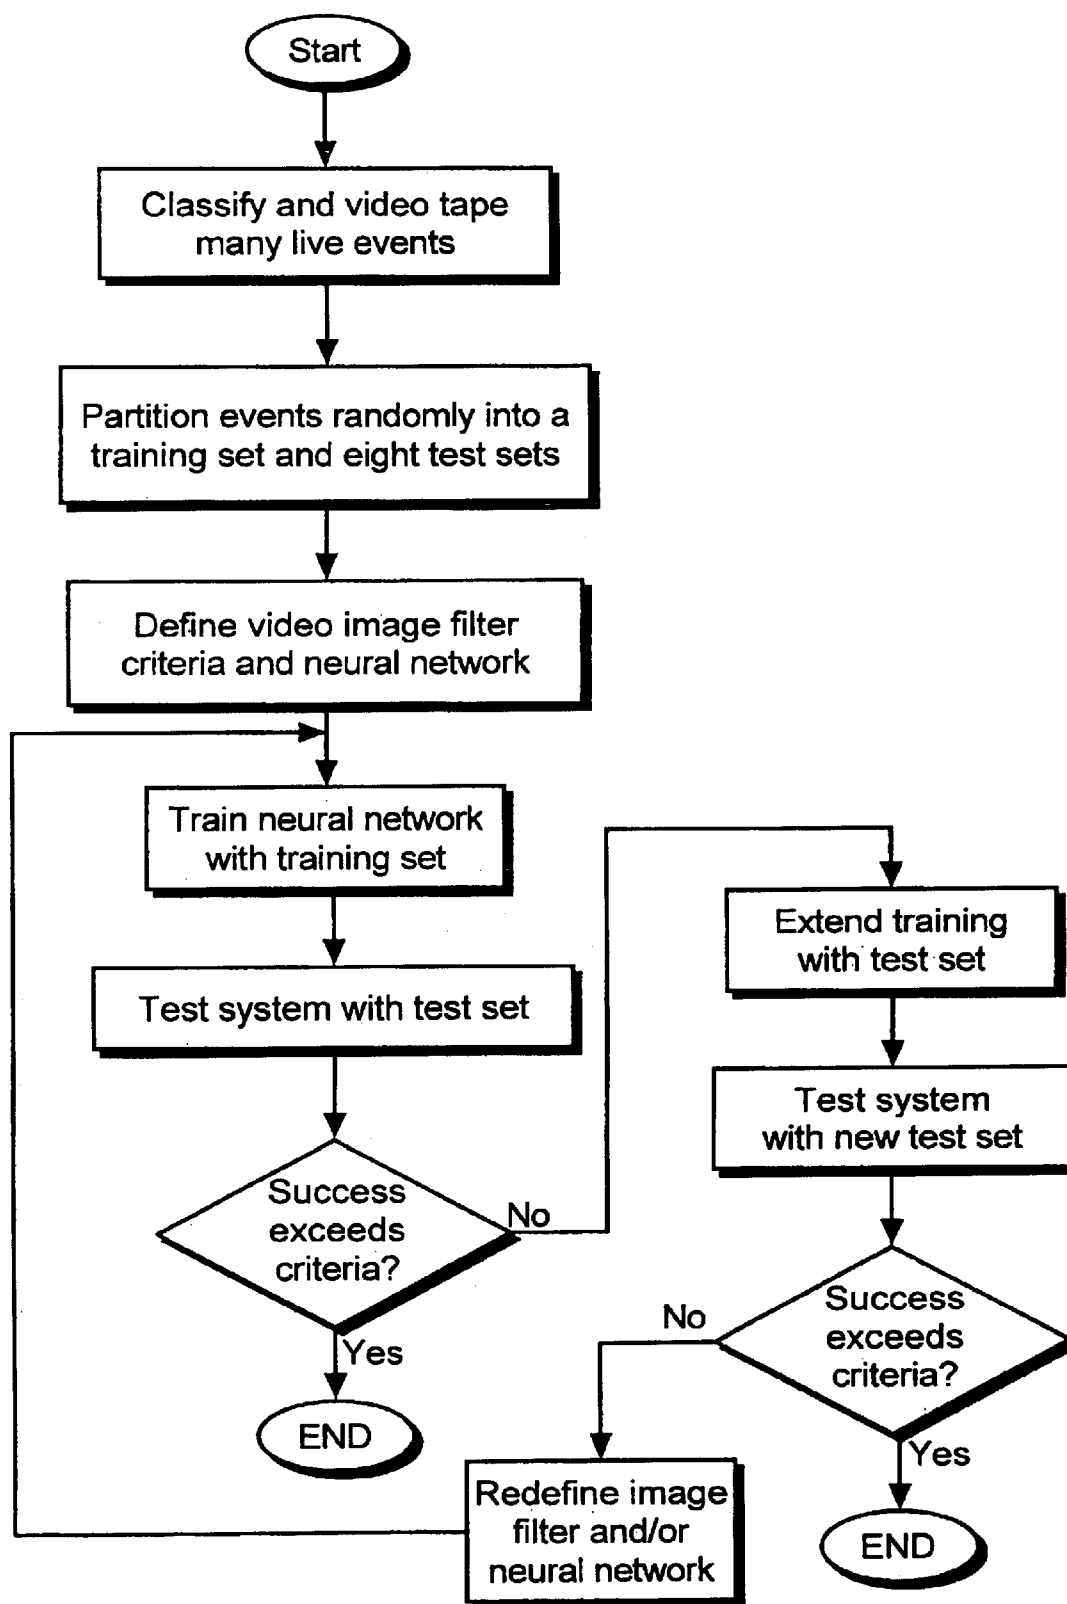 Start
Classify and video tape
many live events
Partition events randomly into a
training set and eight test sets
Define video image filter
criteria and neural network
Train neural network
with training set
Test system with test set
Success
exceeds
criteria?
No
Yes
END
Extend training
with test set
Test system
with new test set
Success
exceeds
criteria?
No
Yes
Redefine image
filter and/or
neural network
END